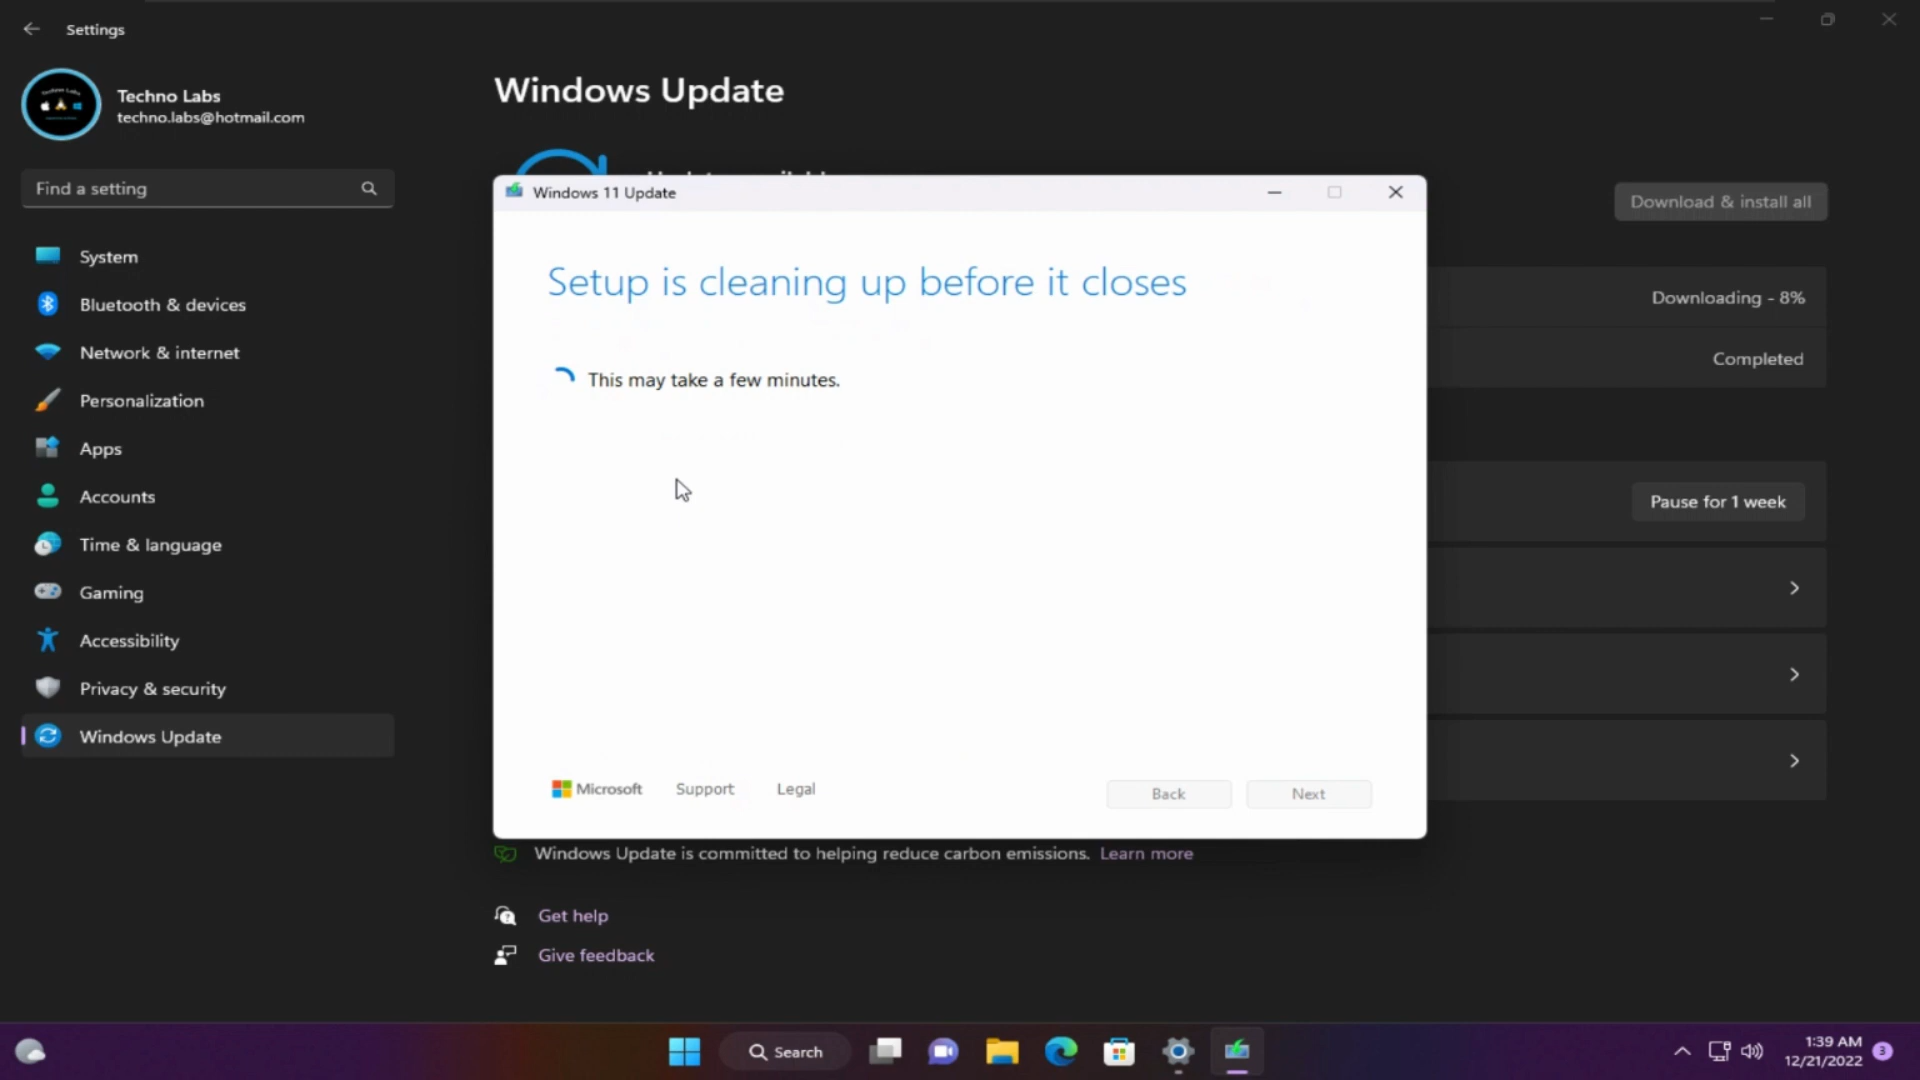 Settings
Techno Labs
techno.labs@hotmail.com
Find a setting
System
Bluetooth & devices
Network & internet
Personalization
Apps
Accounts
Time & language
Gaming
Accessibility
Privacy & security
Windows Update
Windows Update
Download & install all
Downloading - 8%
Completed
Pause for 1 week
Windows 11 Update
Setup is cleaning up before it closes
This may take a few minutes.
Microsoft Support Legal
Back Next
Windows Update is committed to helping reduce carbon emissions. Learn more
Get help
Give feedback
Search
1:39 AM
12/21/2022
3